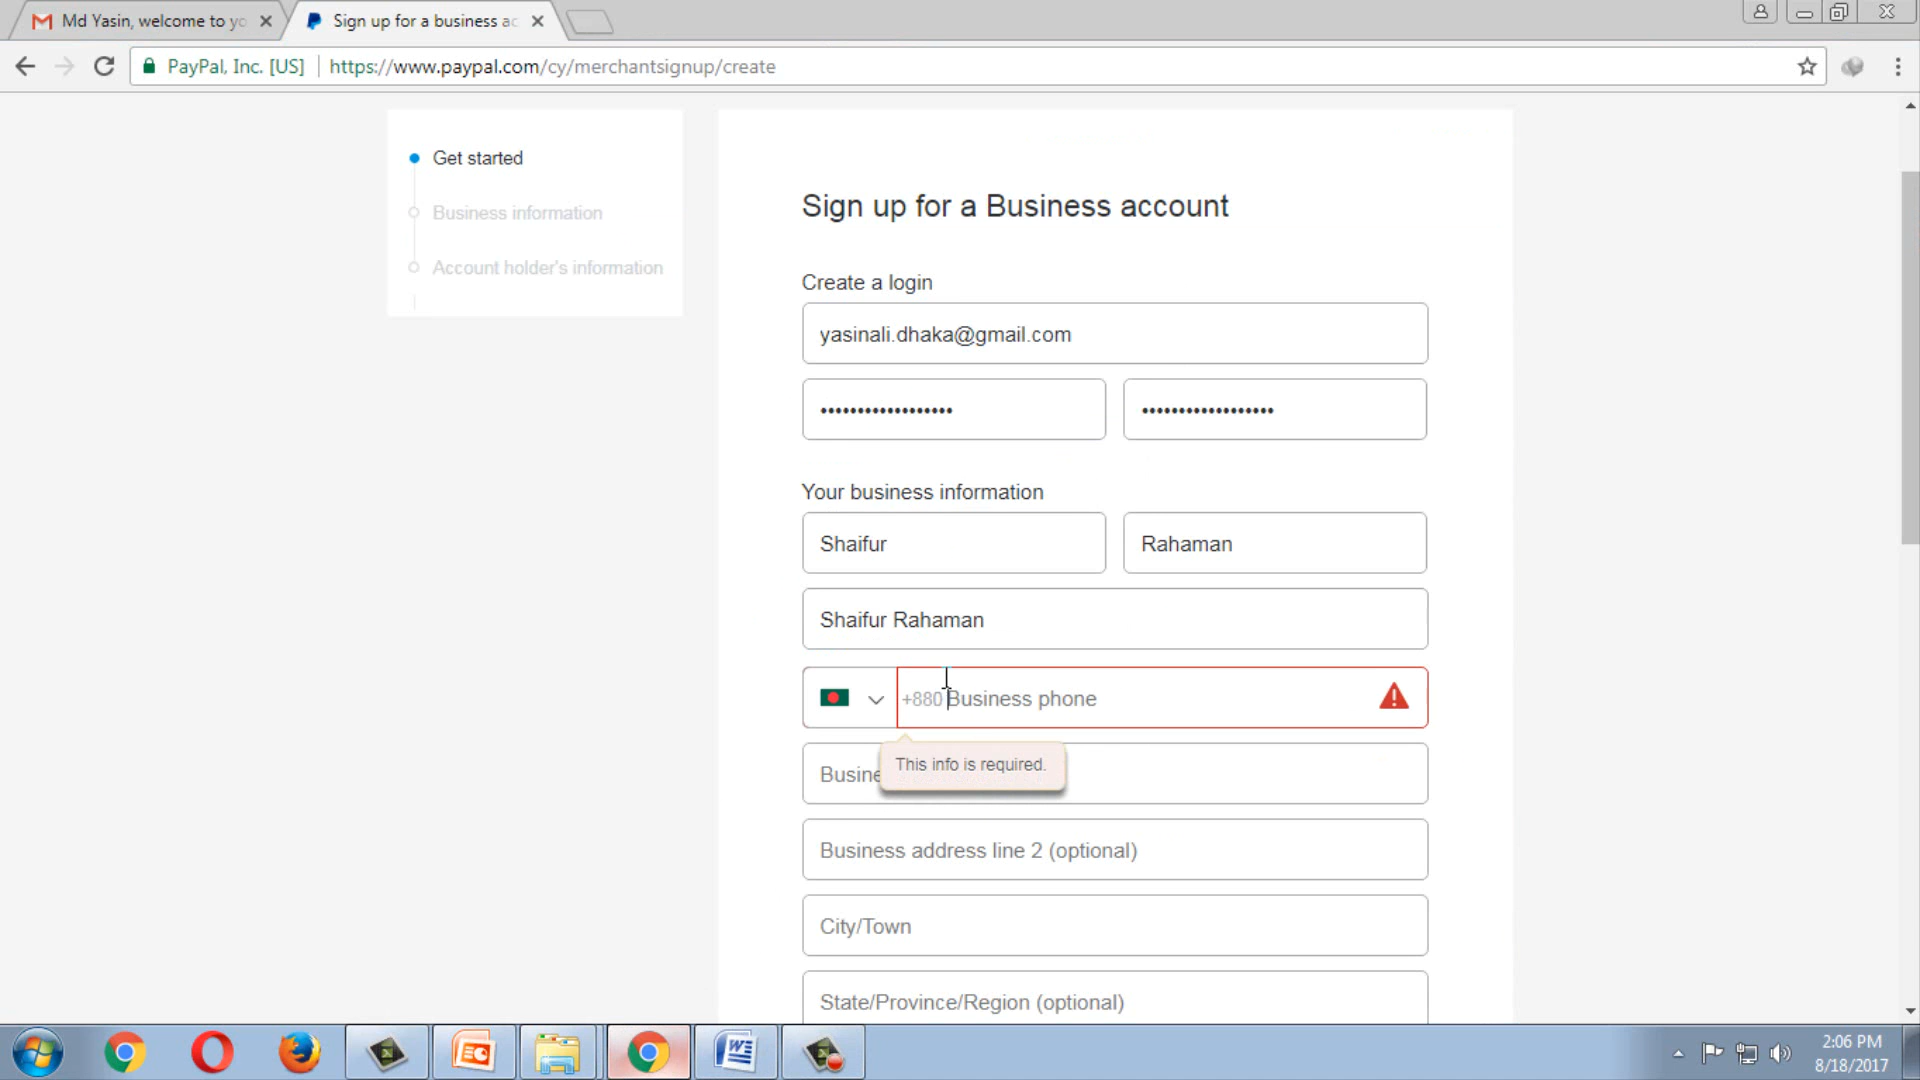 Md Yasin, welcome to yo
Sign up for a business ac
PayPal, Inc. [US]
https://www.paypal.com/cy/merchantsignup/create
Get started
Business information
Account holder's information
Sign up for a Business account
Create a login
yasinali.dhaka@gmail.com
•••••••••••••••••• ••••••••••••••••••
Your business information
Shaifur Rahaman
Shaifur Rahaman
+880 Business phone
This info is required.
Busine
Business address line 2 (optional)
City/Town
State/Province/Region (optional)
2:06 PM
8/18/2017